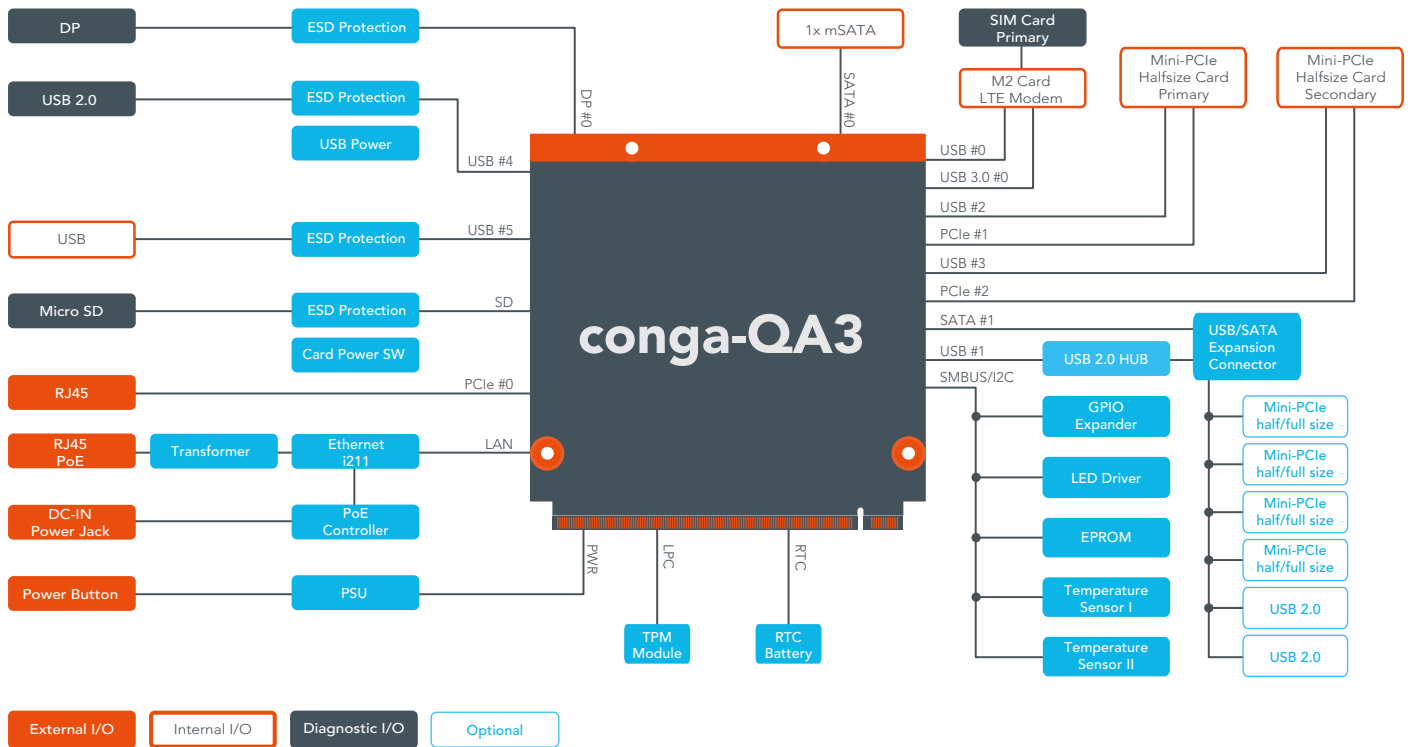 DP
ESD Protection
1x mSATA
SIM Card
Primary
Mini-PCIe
Halfsize Card
Primary
Mini-PCIe
Halfsize Card
Secondary
M2 Card
LTE Modem
USB 2.0
ESD Protection
USB Power
DP #0
SATA #0
USB #4
USB #0
USB 3.0 #0
USB #2
PCIe #1
USB #3
PCIe #2
SATA #1
USB #1
SMBUS/I2C
USB
ESD Protection
USB #5
Micro SD
ESD Protection
SD
Card Power SW
conga-QA3
USB 2.0 HUB
USB/SATA
Expansion
Connector
RJ45
PCIe #0
RJ45
PoE
Transformer
Ethernet
i211
LAN
DC-IN
Power Jack
PoE
Controller
Power Button
PSU
PWR
LPC
RTC
TPM
Module
RTC
Battery
GPIO
Expander
LED Driver
EPROM
Temperature
Sensor I
Temperature
Sensor II
Mini-PCIe
half/full size
Mini-PCIe
half/full size
Mini-PCIe
half/full size
Mini-PCIe
half/full size
USB 2.0
USB 2.0
External I/O
Internal I/O
Diagnostic I/O
Optional